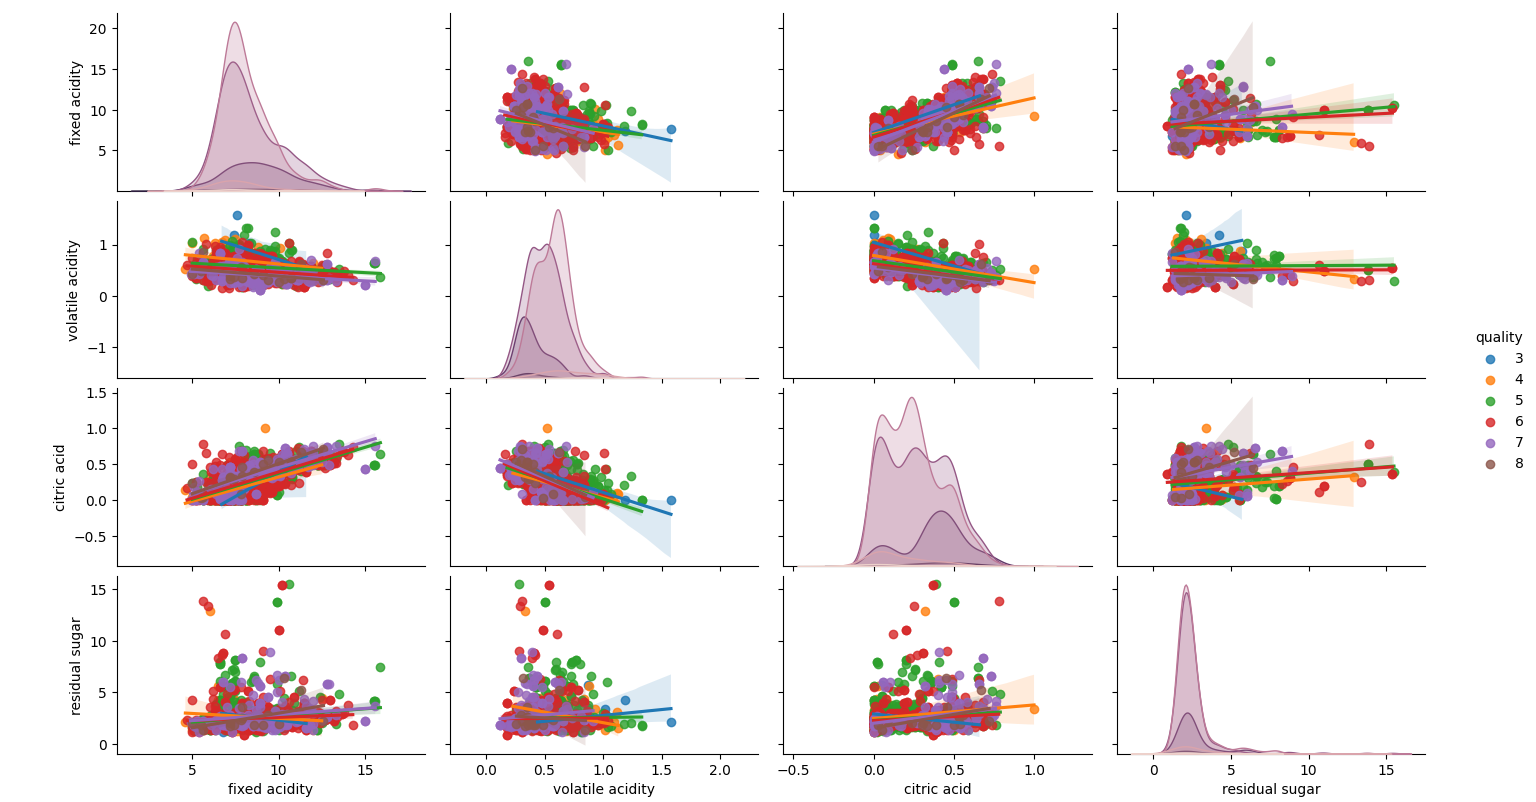 20
15
10
5
fixed acidity
1
0
−1
volatile acidity
1.5
1.0
0.5
0.0
−0.5
citric acid
15
10
5
0
residual sugar
5 10 15
fixed acidity
0.0 0.5 1.0 1.5 2.0
volatile acidity
−0.5 0.0 0.5 1.0
citric acid
0 5 10 15
residual sugar
quality
3
4
5
6
7
8